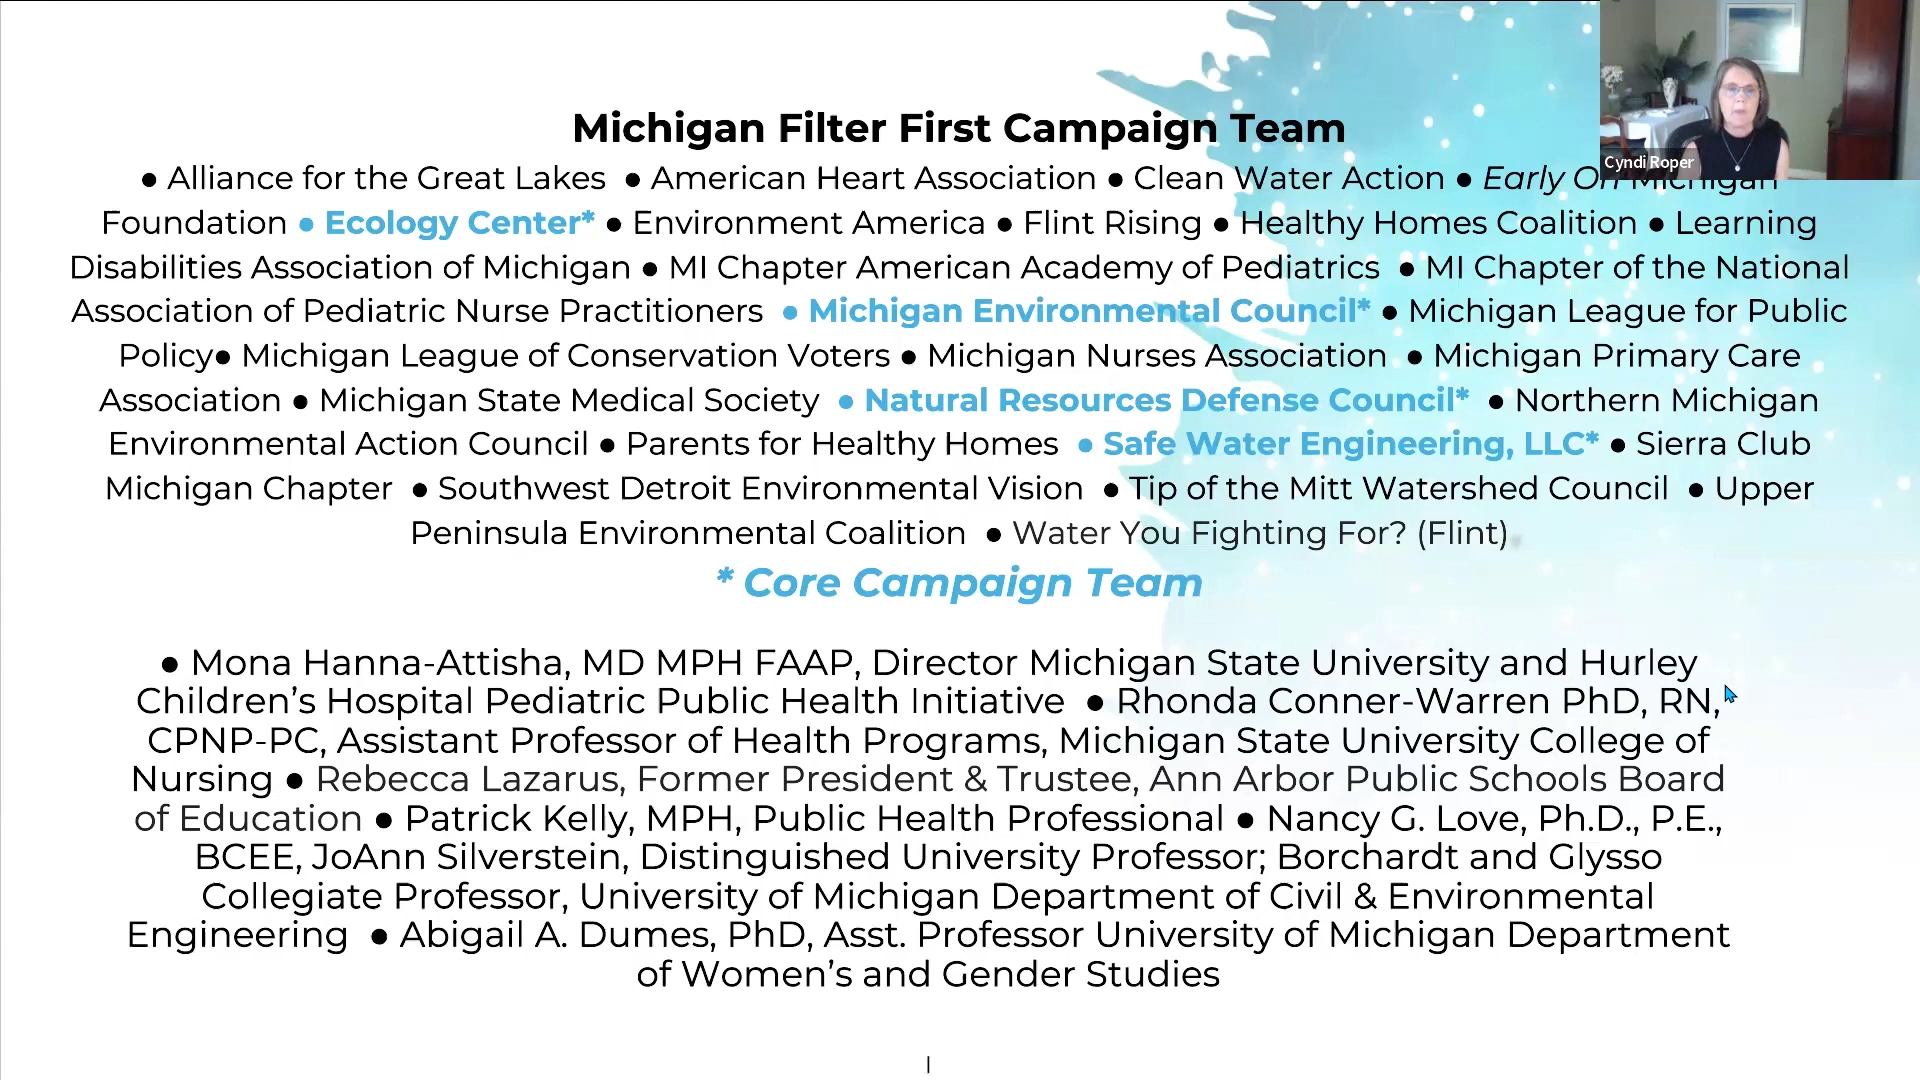 Michigan Filter First Campaign Team
● Alliance for the Great Lakes ● American Heart Association ● Clean Water Action ● Early On Michigan
Foundation ● Ecology Center* ● Environment America ● Flint Rising ● Healthy Homes Coalition ● Learning
Disabilities Association of Michigan ● MI Chapter American Academy of Pediatrics ● MI Chapter of the National
Association of Pediatric Nurse Practitioners ● Michigan Environmental Council* ● Michigan League for Public
Policy● Michigan League of Conservation Voters ● Michigan Nurses Association ● Michigan Primary Care
Association ● Michigan State Medical Society ● Natural Resources Defense Council* ● Northern Michigan
Environmental Action Council ● Parents for Healthy Homes ● Safe Water Engineering, LLC* ● Sierra Club
Michigan Chapter ● Southwest Detroit Environmental Vision ● Tip of the Mitt Watershed Council ● Upper
Peninsula Environmental Coalition ● Water You Fighting For? (Flint)
* Core Campaign Team
● Mona Hanna-Attisha, MD MPH FAAP, Director Michigan State University and Hurley
Children’s Hospital Pediatric Public Health Initiative ● Rhonda Conner-Warren PhD, RN,
CPNP-PC, Assistant Professor of Health Programs, Michigan State University College of
Nursing ● Rebecca Lazarus, Former President & Trustee, Ann Arbor Public Schools Board
of Education ● Patrick Kelly, MPH, Public Health Professional ● Nancy G. Love, Ph.D., P.E.,
BCEE, JoAnn Silverstein, Distinguished University Professor; Borchardt and Glysso
Collegiate Professor, University of Michigan Department of Civil & Environmental
Engineering ● Abigail A. Dumes, PhD, Asst. Professor University of Michigan Department
of Women’s and Gender Studies
Cyndi Roper